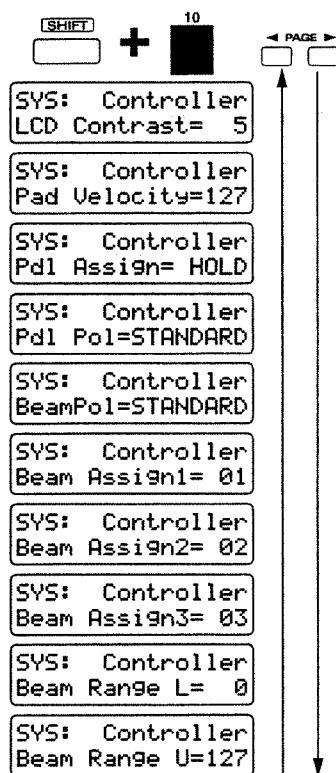 10
SHIFT
+
◄ PAGE ►
SYS: Controller
LCD Contrast= 5
SYS: Controller
Pad Velocity=127
SYS: Controller
Pdl Assign= HOLD
SYS: Controller
Pdl Pol=STANDARD
SYS: Controller
BeamPol=STANDARD
SYS: Controller
Beam Assign1= 01
SYS: Controller
Beam Assign2= 02
SYS: Controller
Beam Assign3= 03
SYS: Controller
Beam Range L= 0
SYS: Controller
Beam Range U=127